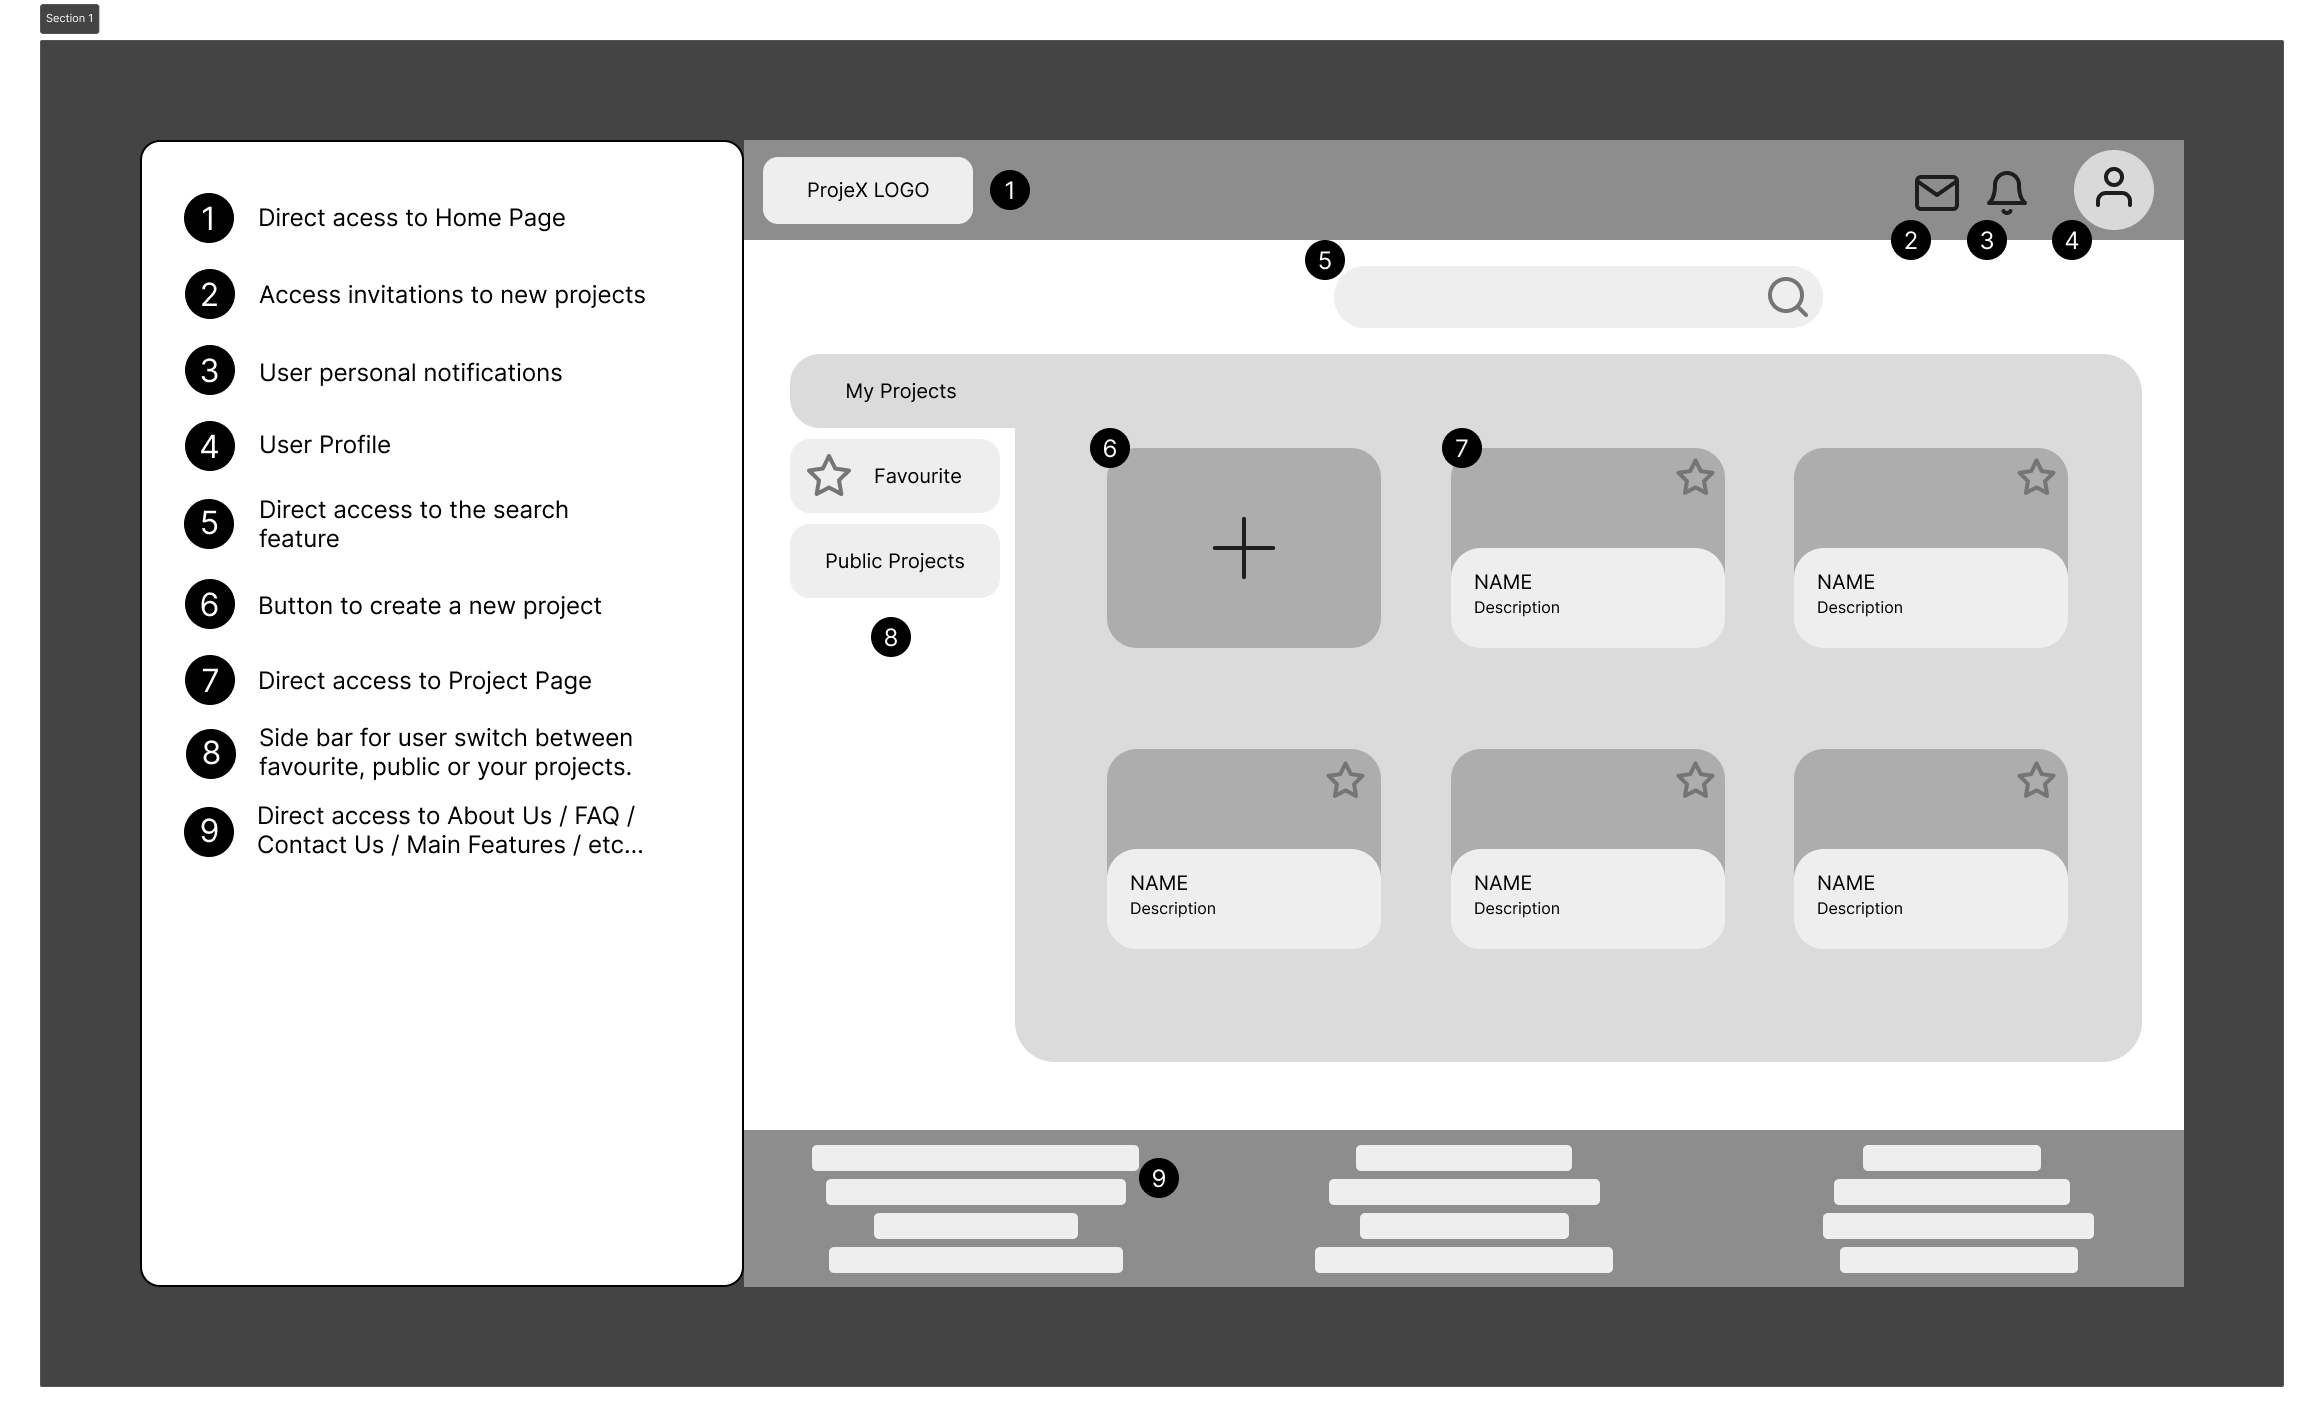 Section 1
1 Direct acess to Home Page
2 Access invitations to new projects
3 User personal notifications
4 User Profile
5 Direct access to the search
feature
6 Button to create a new project
7 Direct access to Project Page
8 Side bar for user switch between
favourite, public or your projects.
9 Direct access to About Us / FAQ /
Contact Us / Main Features / etc...
ProjeX LOGO
1
2
3
4
5
My Projects
Favourite
Public Projects
8
6
7
NAME
Description
NAME
Description
NAME
Description
NAME
Description
NAME
Description
9